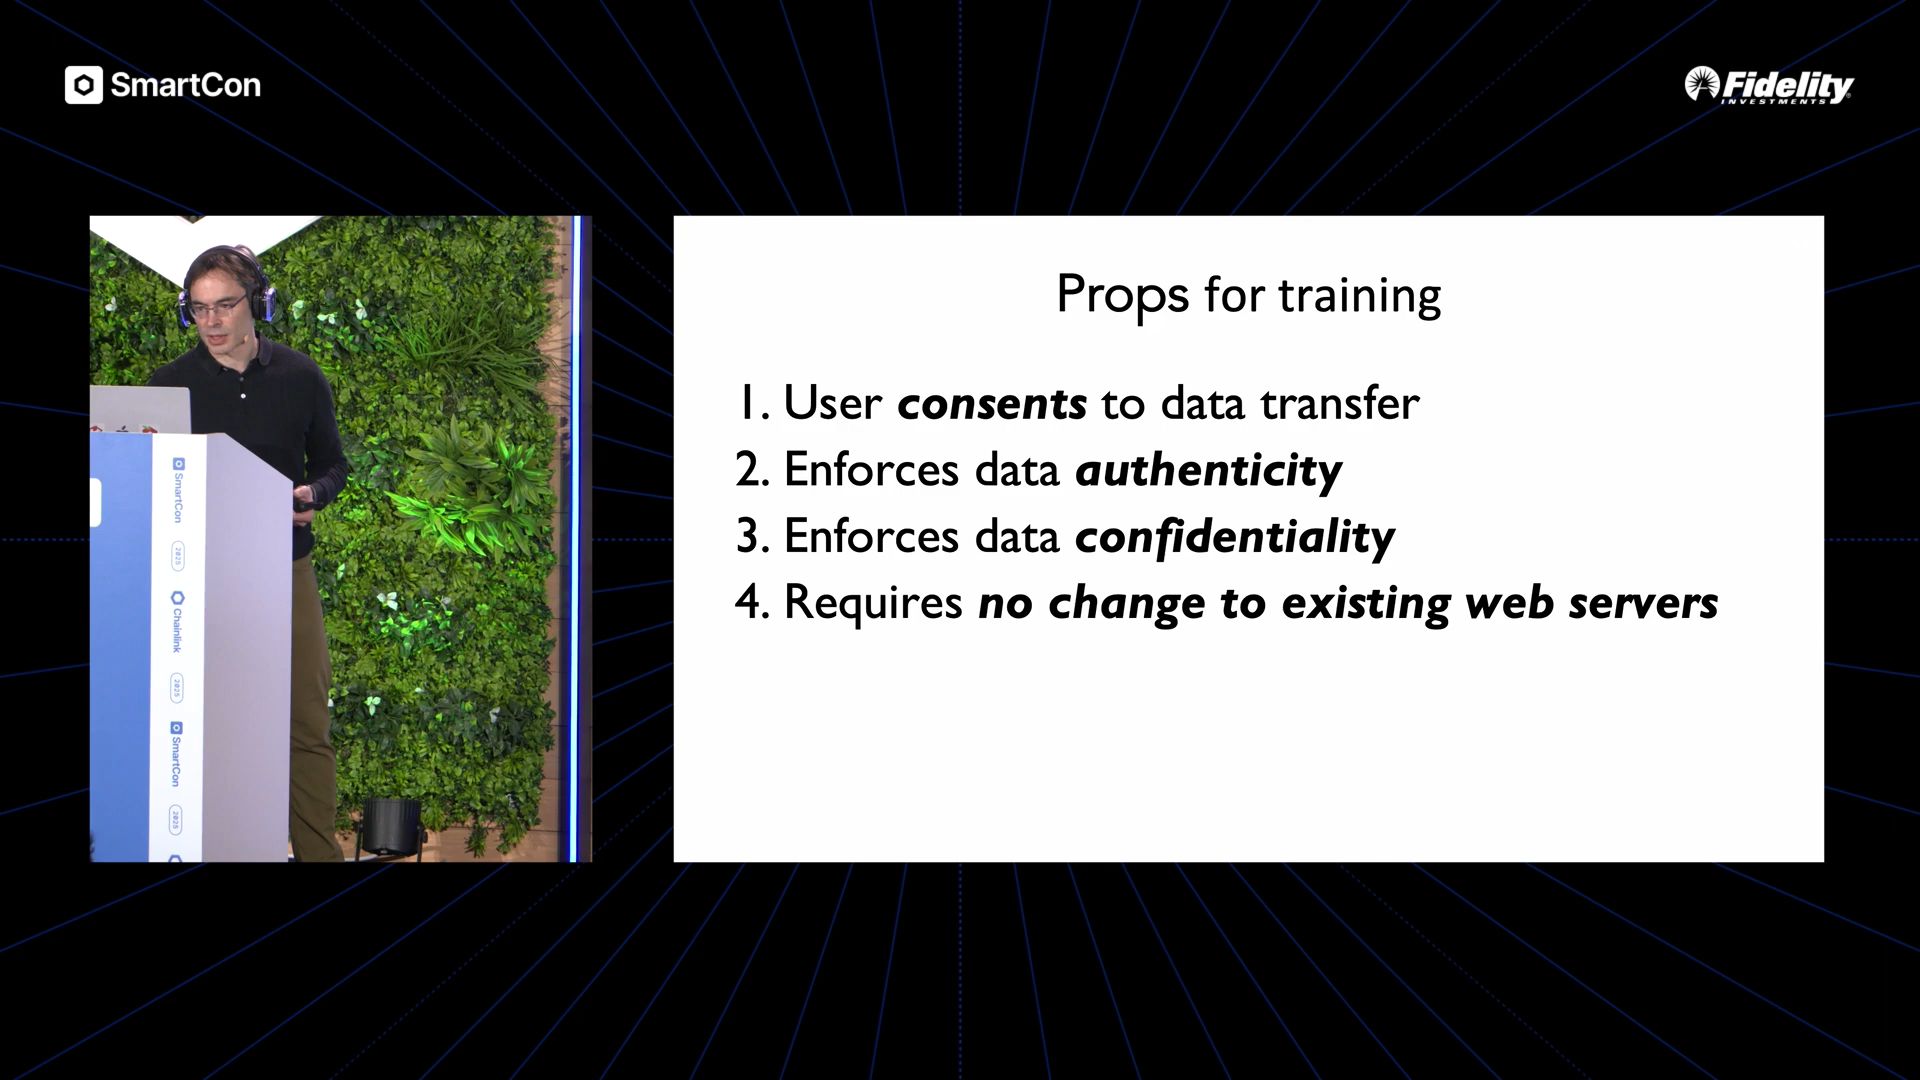 SmartCon
Fidelity
INVESTMENTS
Props for training
1. User consents to data transfer
2. Enforces data authenticity
3. Enforces data confidentiality
4. Requires no change to existing web servers
SmartCon
2025
Chainlink
2025
SmartCon
2025